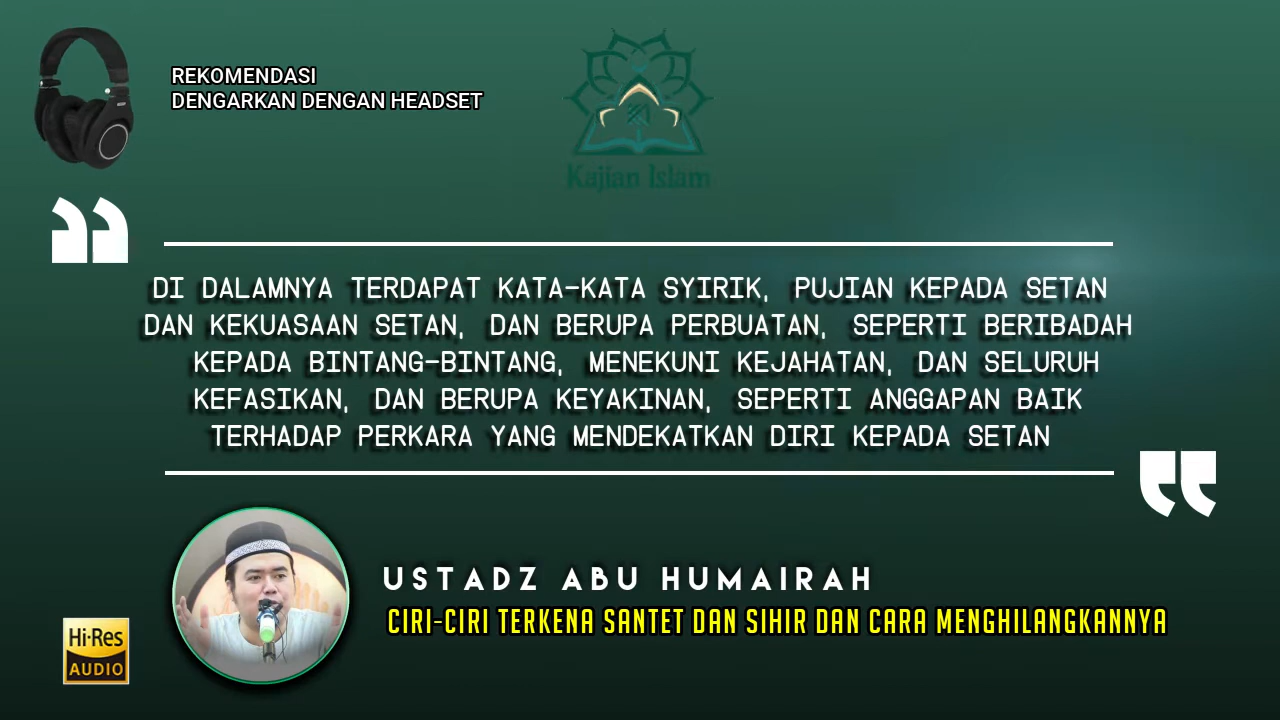 REKOMENDASI
DENGARKAN DENGAN HEADSET
Kajian Islam
DI DALAMNYA TERDAPAT KATA-KATA SYIRIK, PUJIAN KEPADA SETAN
DAN KEKUASAAN SETAN, DAN BERUPA PERBUATAN, SEPERTI BERIBADAH
KEPADA BINTANG-BINTANG, MENEKUNI KEJAHATAN, DAN SELURUH
KEFASIKAN, DAN BERUPA KEYAKINAN, SEPERTI ANGGAPAN BAIK
TERHADAP PERKARA YANG MENDEKATKAN DIRI KEPADA SETAN
USTADZ ABU HUMAIRAH
CIRI-CIRI TERKENA SANTET DAN SIHIR DAN CARA MENGHILANGKANNYA
Hi-Res
AUDIO